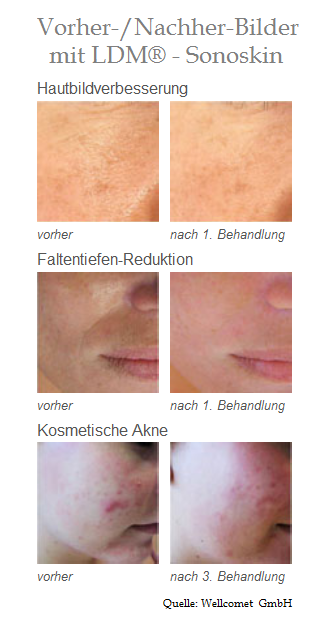 Vorher-/Nachher-Bilder
mit LDM® - Sonoskin
Hautbildverbesserung
vorher
nach 1. Behandlung
Faltentiefen-Reduktion
vorher
nach 1. Behandlung
Kosmetische Akne
vorher
nach 3. Behandlung
Quelle: Wellcomet GmbH